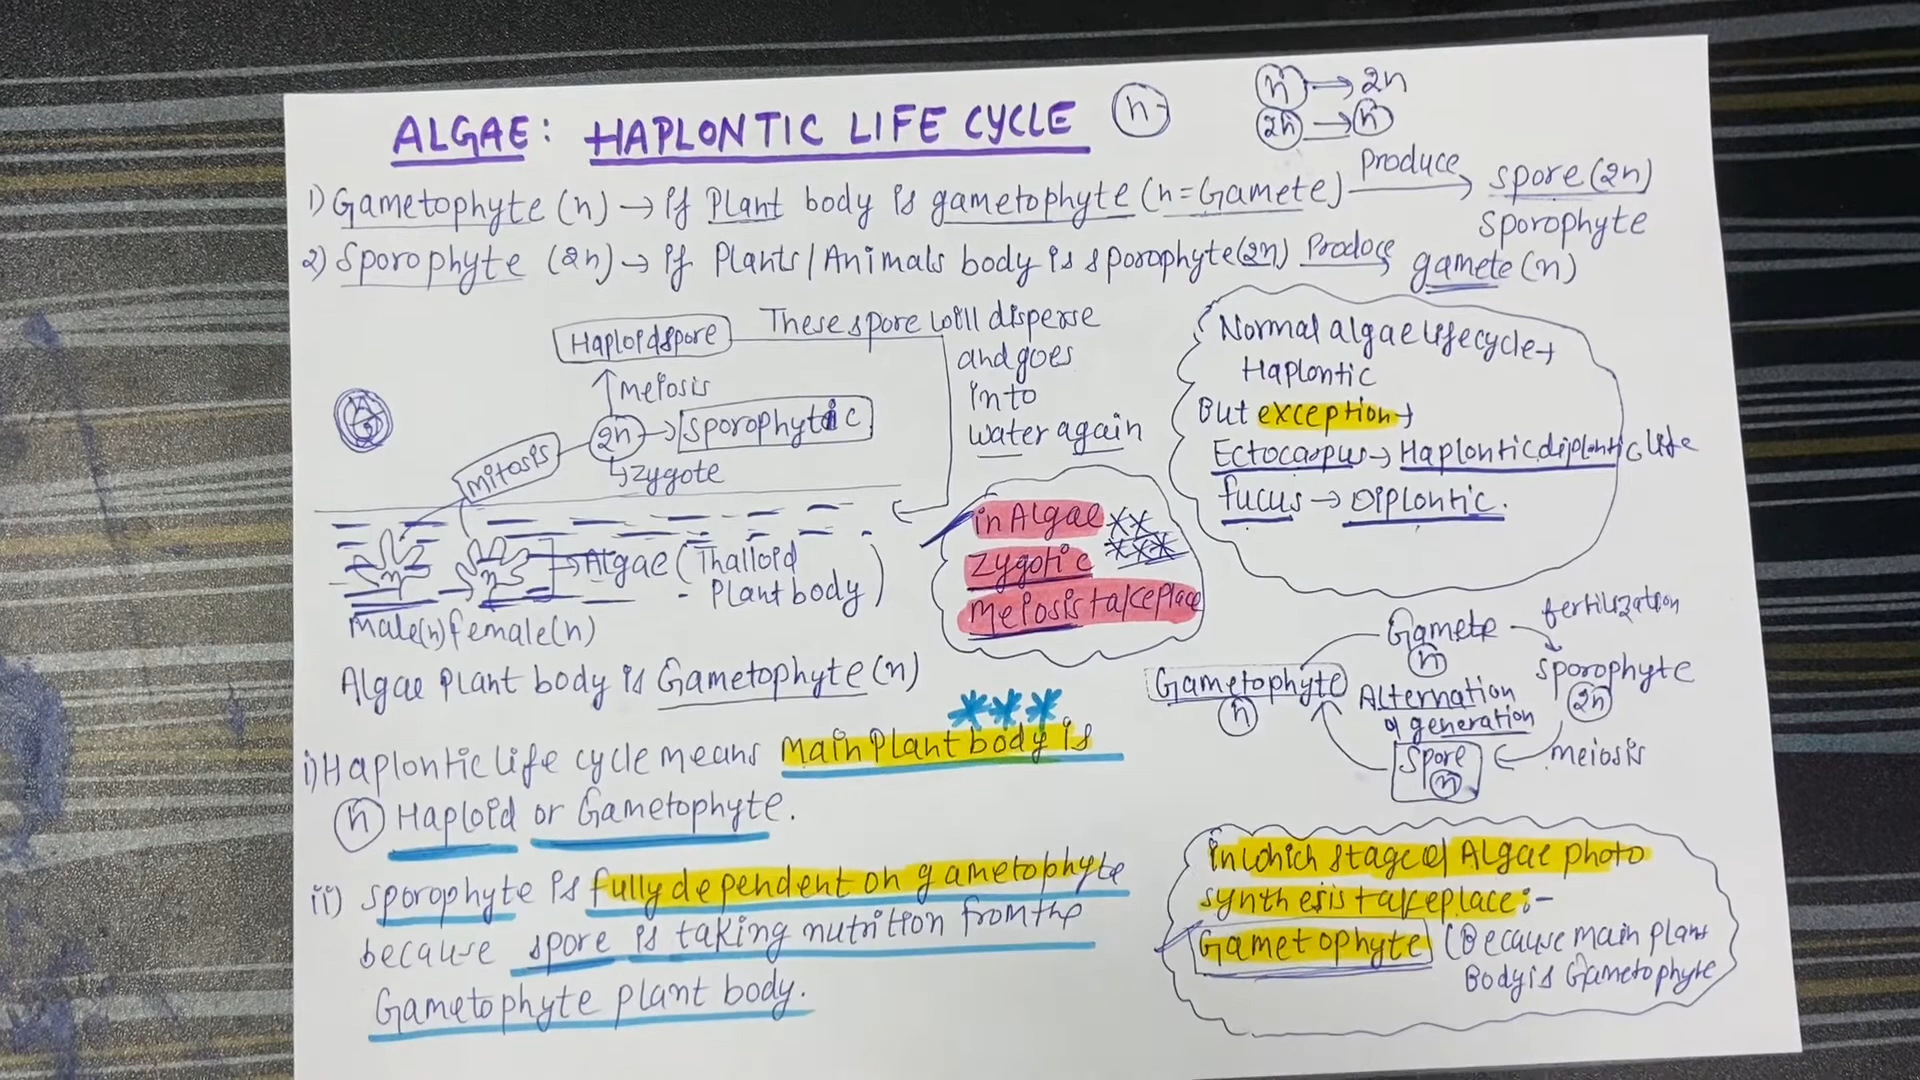 ALGAE: HAPLONTIC LIFE CYCLE (n)
n → 2n
2n → n
1) Gametophyte (n) → if Plant body is gametophyte (n=Gamete) Produce → spore (2n)
Sporophyte
2) Sporophyte (2n) → if Plants/Animals body is sporophyte(2n) Produce gamete (n)
Haploid spore
These spore will disperse
and goes
into
water again
↑ meiosis
2n → Sporophytic
↳ zygote
mitosis
n n → Algae (Thalloid
- Plant body)
male(n) female(n)
Algae Plant body is Gametophyte (n)
Normal algae lifecycle →
Haplontic
But exception →
Ectocarpus → Haplontic diplontic life
fucus → Diplontic.
in Algae **
zygotic ***
meiosis take place
Gamete → fertilization
n
Sporophyte
2n
Gametophyte
n
Alternation
of generation
Spore
n
← meiosis
***
i) Haplontic life cycle means main Plant body is
(n) Haploid or Gametophyte.
ii) Sporophyte is fully dependent on gametophyte
because spore is taking nutrition from the
Gametophyte plant body.
in which stage of Algae photo
synthesis take place:-
Gametophyte (Because main plant
Body is Gametophyte